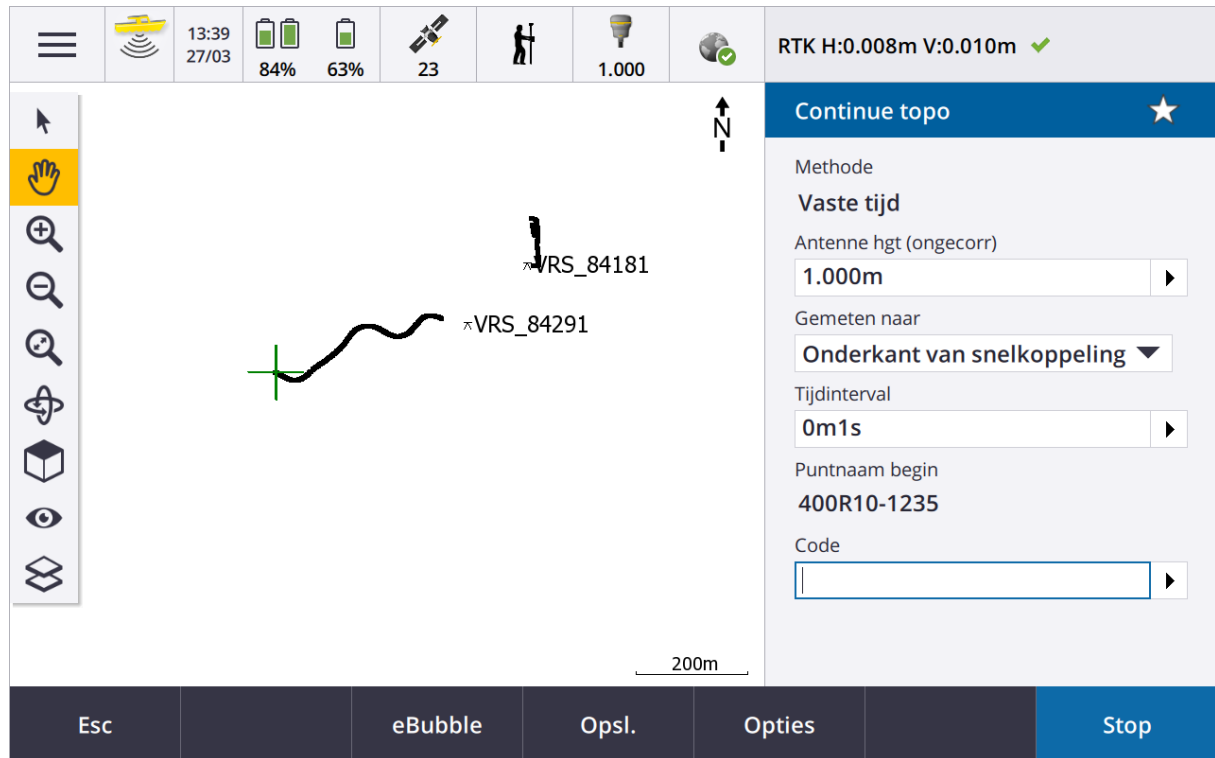 13:39
27/03
84%
63%
23
1.000
RTK H:0.008m V:0.010m
N
VRS_84181
VRS_84291
200m
Continue topo
Methode
Vaste tijd
Antenne hgt (ongecorr)
1.000m
Gemeten naar
Onderkant van snelkoppeling
Tijdinterval
0m1s
Puntnaam begin
400R10-1235
Code
Esc
eBubble
Opsl.
Opties
Stop